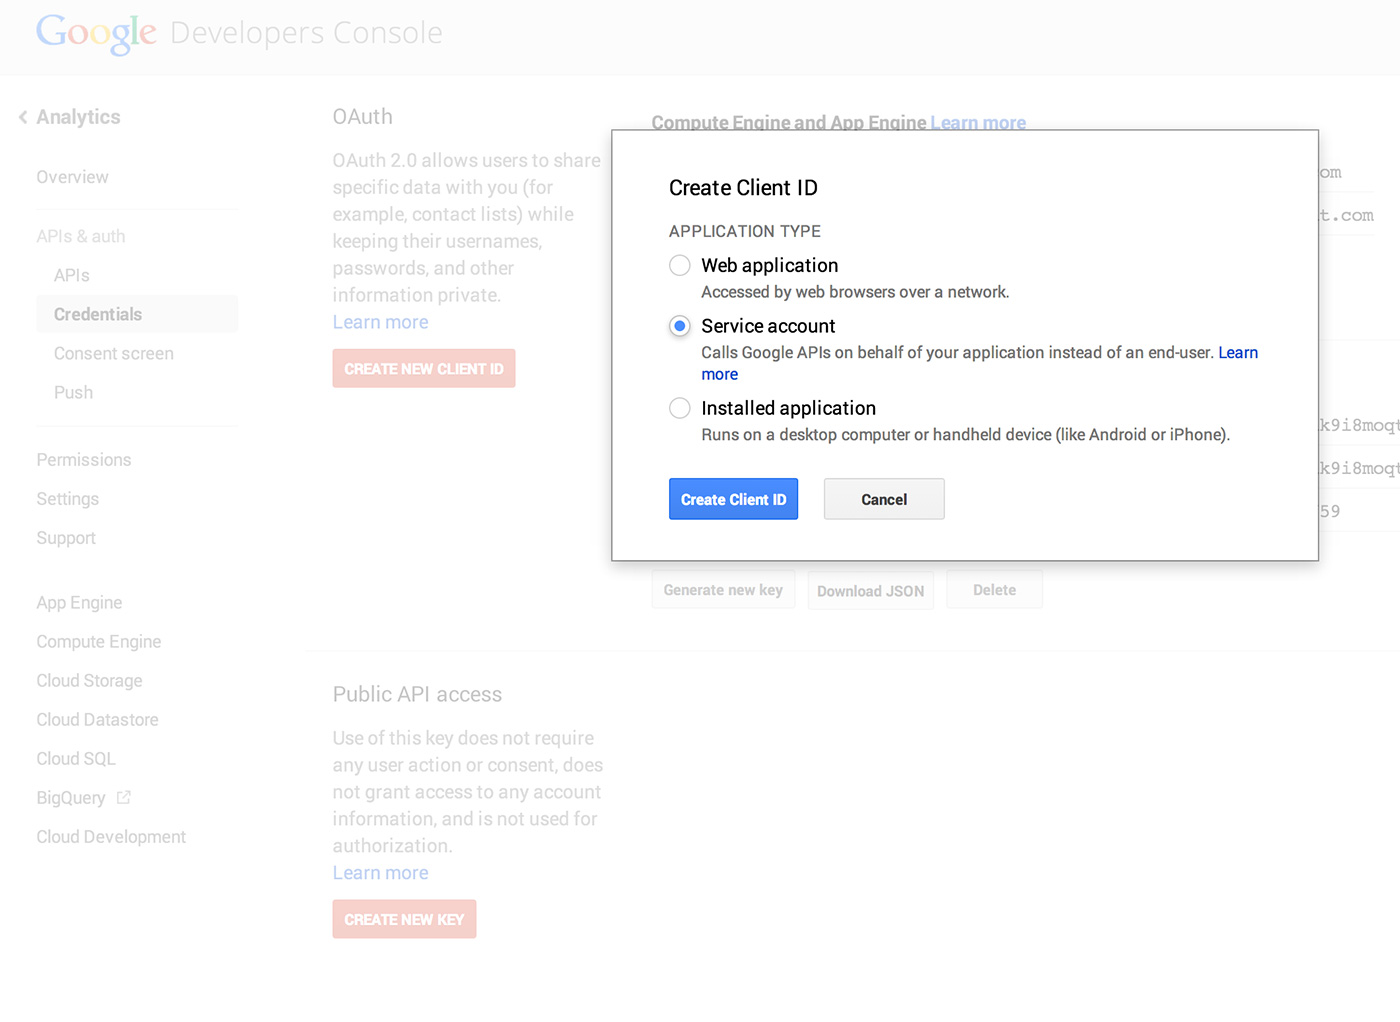 Google Developers Console
Analytics
Overview
APIs & auth
APIs
Credentials
Consent screen
Push
Permissions
Settings
Support
App Engine
Compute Engine
Cloud Storage
Cloud Datastore
Cloud SQL
BigQuery
Cloud Development
OAuth
OAuth 2.0 allows users to share
specific data with you (for
example, contact lists) while
keeping their usernames,
passwords, and other
information private.
Learn more
CREATE NEW CLIENT ID
Compute Engine and App Engine Learn more
om
t.com
Create Client ID
APPLICATION TYPE
Web application
Accessed by web browsers over a network.
Service account
Calls Google APIs on behalf of your application instead of an end-user. Learn
more
Installed application
Runs on a desktop computer or handheld device (like Android or iPhone).
Create Client ID Cancel
k9i8moqt
k9i8moqt
59
Generate new key Download JSON Delete
Public API access
Use of this key does not require
any user action or consent, does
not grant access to any account
information, and is not used for
authorization.
Learn more
CREATE NEW KEY